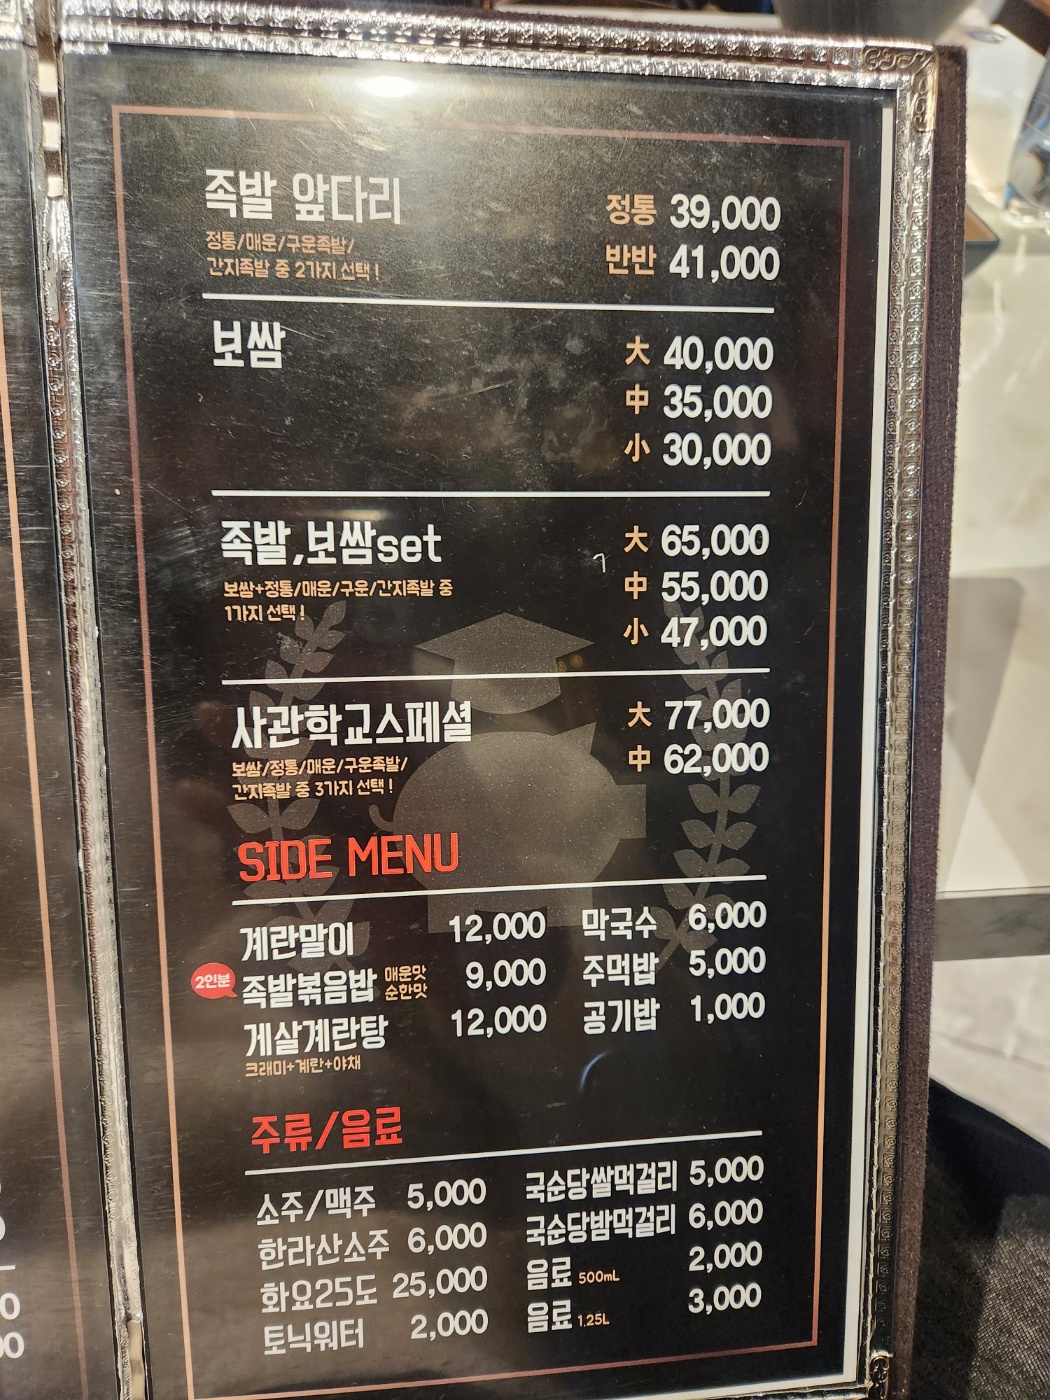 족발 앞다리
정통/매운/구운족발/
간지족발 중 2가지 선택!
정통 39,000
반반 41,000
보쌈
大 40,000
中 35,000
小 30,000
족발,보쌈set
보쌈+정통/매운/구운/간지족발 중
1가지 선택!
大 65,000
中 55,000
小 47,000
사관학교스페셜
보쌈/정통/매운/구운족발/
간지족발 중 3가지 선택!
大 77,000
中 62,000
SIDE MENU
계란말이 12,000
2인분 족발볶음밥 매운맛 순한맛 9,000
게살계란탕 12,000
크래미+계란+야채
막국수 6,000
주먹밥 5,000
공기밥 1,000
주류/음료
소주/맥주 5,000
한라산소주 6,000
화요25도 25,000
토닉워터 2,000
국순당쌀먹걸리 5,000
국순당밤먹걸리 6,000
음료 500mL 2,000
음료 1.25L 3,000